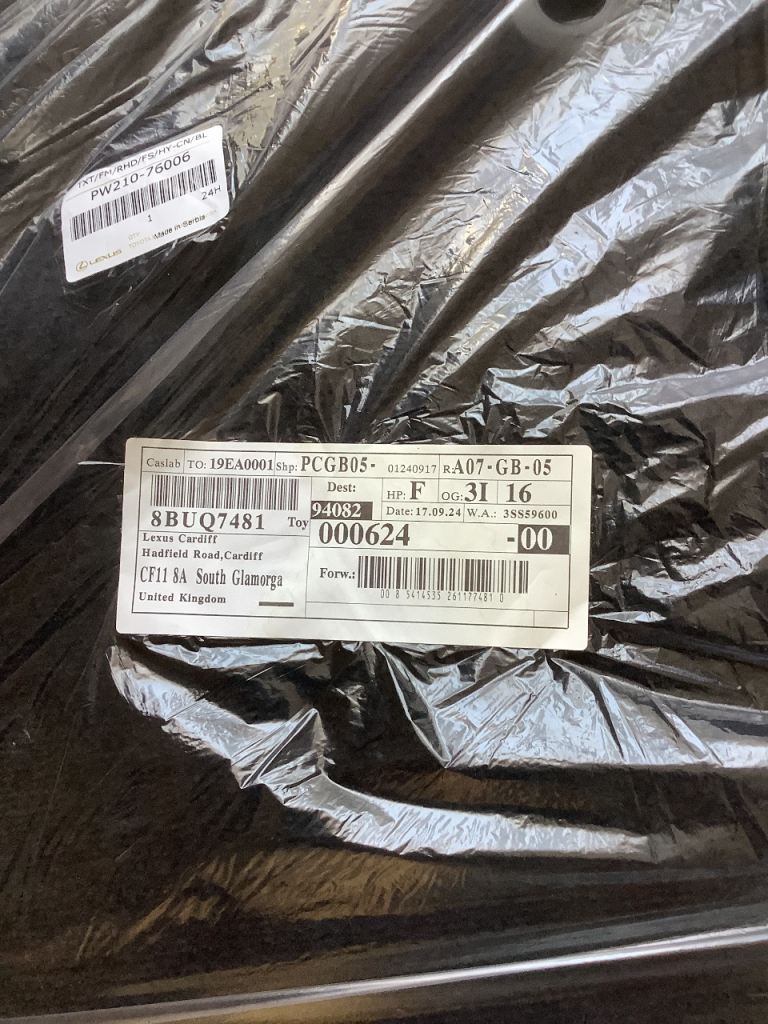 TXT/FM/RHD/FS/HY-CN/BL
PW210-76006
1
24H
QTY
TOYOTA Made in Serbia
LEXUS
Caslab TO: 19EA0001 Shp: PCGB05- 01240917 R: A07-GB-05
Dest: HP: F OG: 3I 16
94082 Date: 17.09.24 W.A.: 3SS59600
8BUQ7481 Toy 000624 -00
Lexus Cardiff
Hadfield Road,Cardiff
CF11 8A South Glamorga
United Kingdom
Forw.:
00 8 5414535 261177481 0